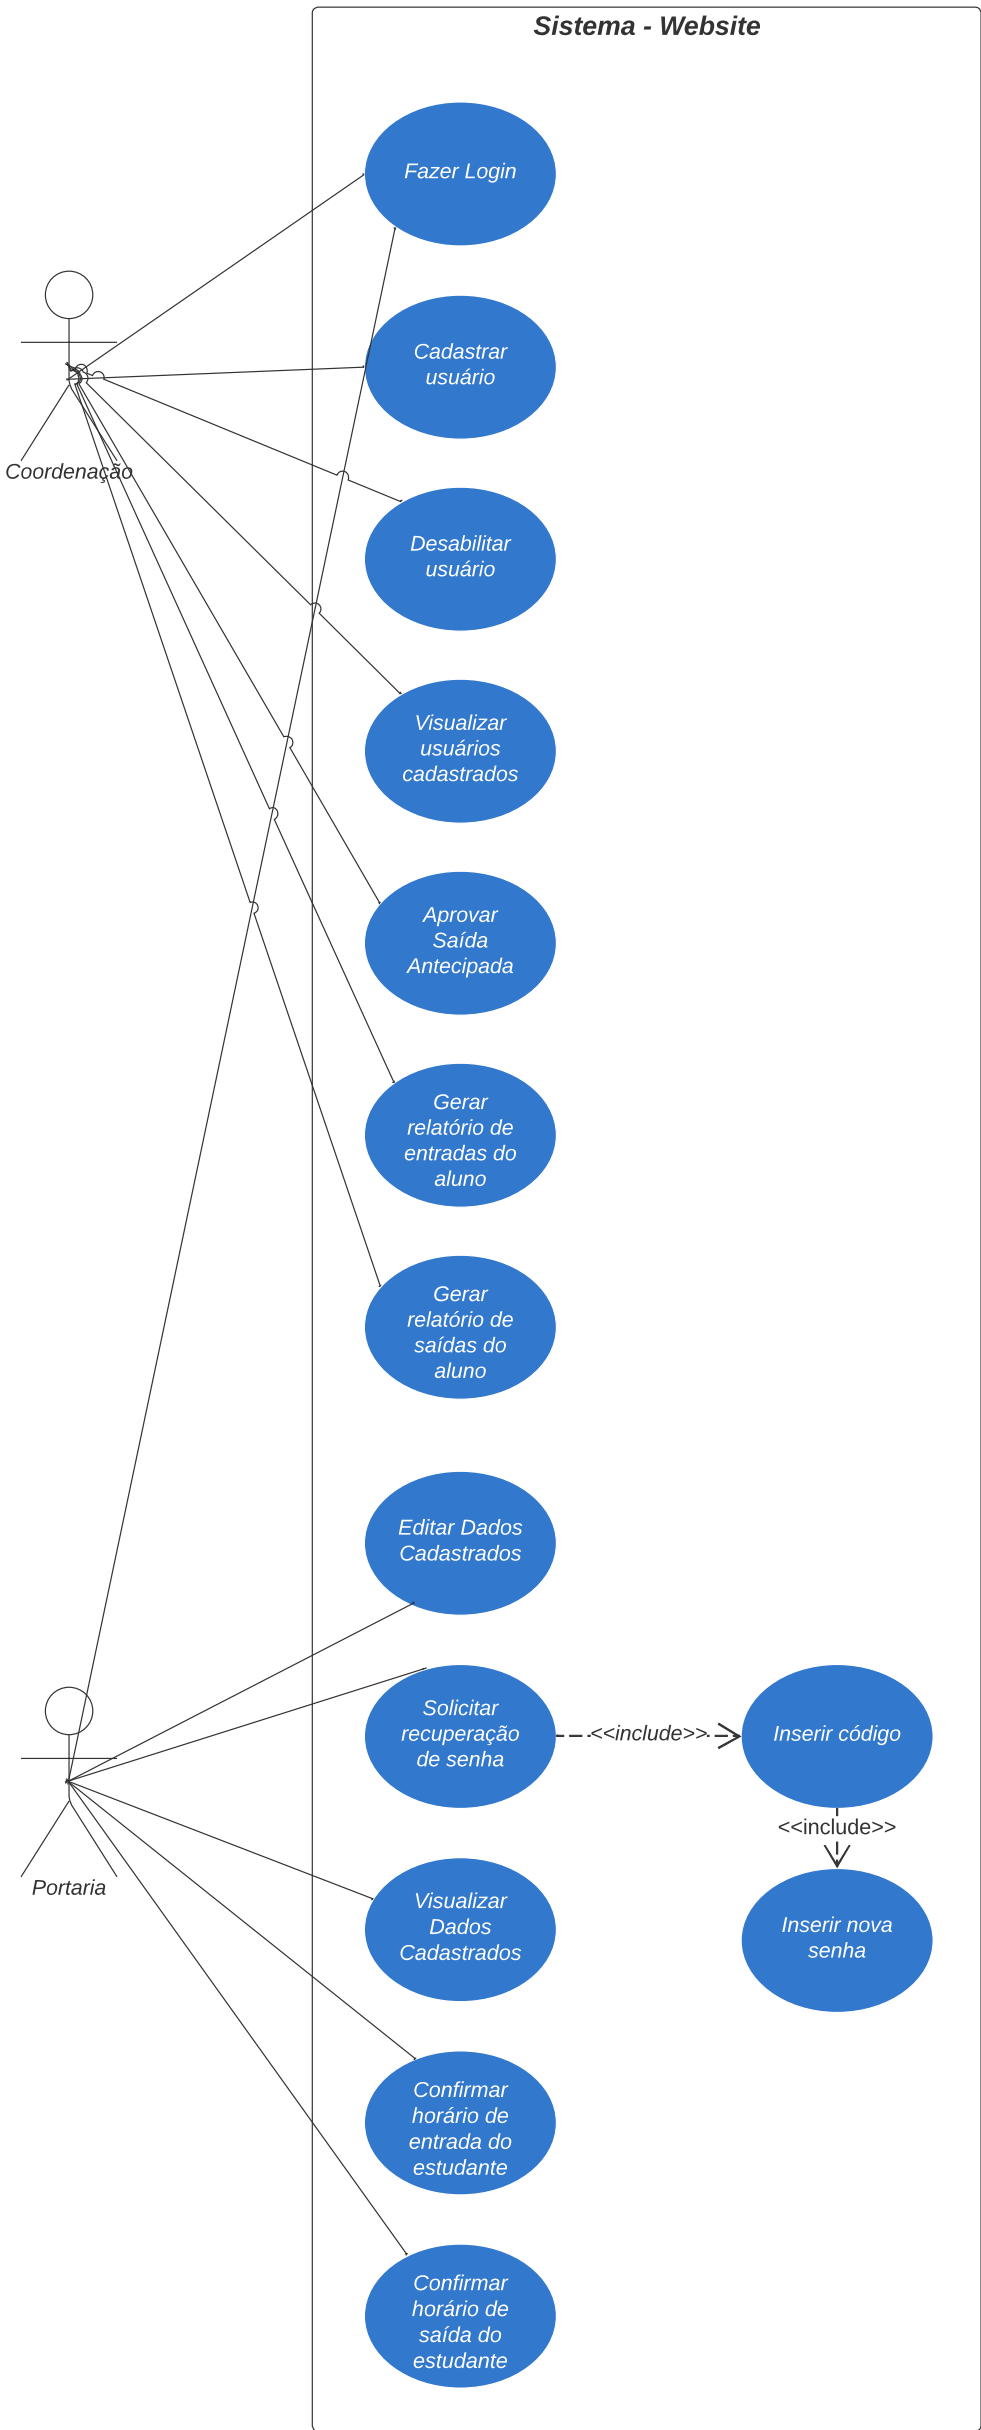 Sistema - Website
Fazer Login
Cadastrar
usuário
Coordenação
Desabilitar
usuário
Visualizar
usuários
cadastrados
Aprovar
Saída
Antecipada
Gerar
relatório de
entradas do
aluno
Gerar
relatório de
saídas do
aluno
Editar Dados
Cadastrados
Solicitar
recuperação
de senha
<<include>>
Inserir código
<<include>>
Portaria
Visualizar
Dados
Cadastrados
Inserir nova
senha
Confirmar
horário de
entrada do
estudante
Confirmar
horário de
saída do
estudante